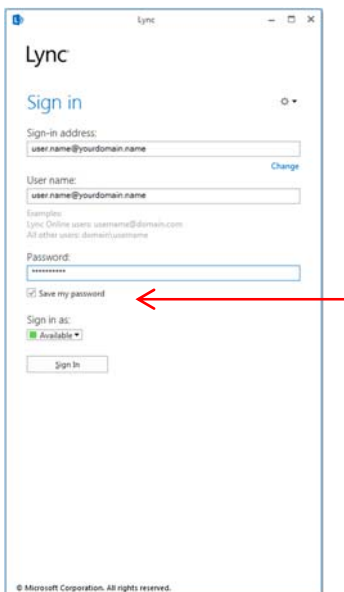 Lync
Lync
Sign in
Sign-in address:
user.name@yourdomain.name
Change
User name:
user.name@yourdomain.name
Examples:
Lync Online users: username@domain.com
All other users: domain\username
Password:
**********
Save my password
Sign in as:
Available
Sign In
© Microsoft Corporation. All rights reserved.